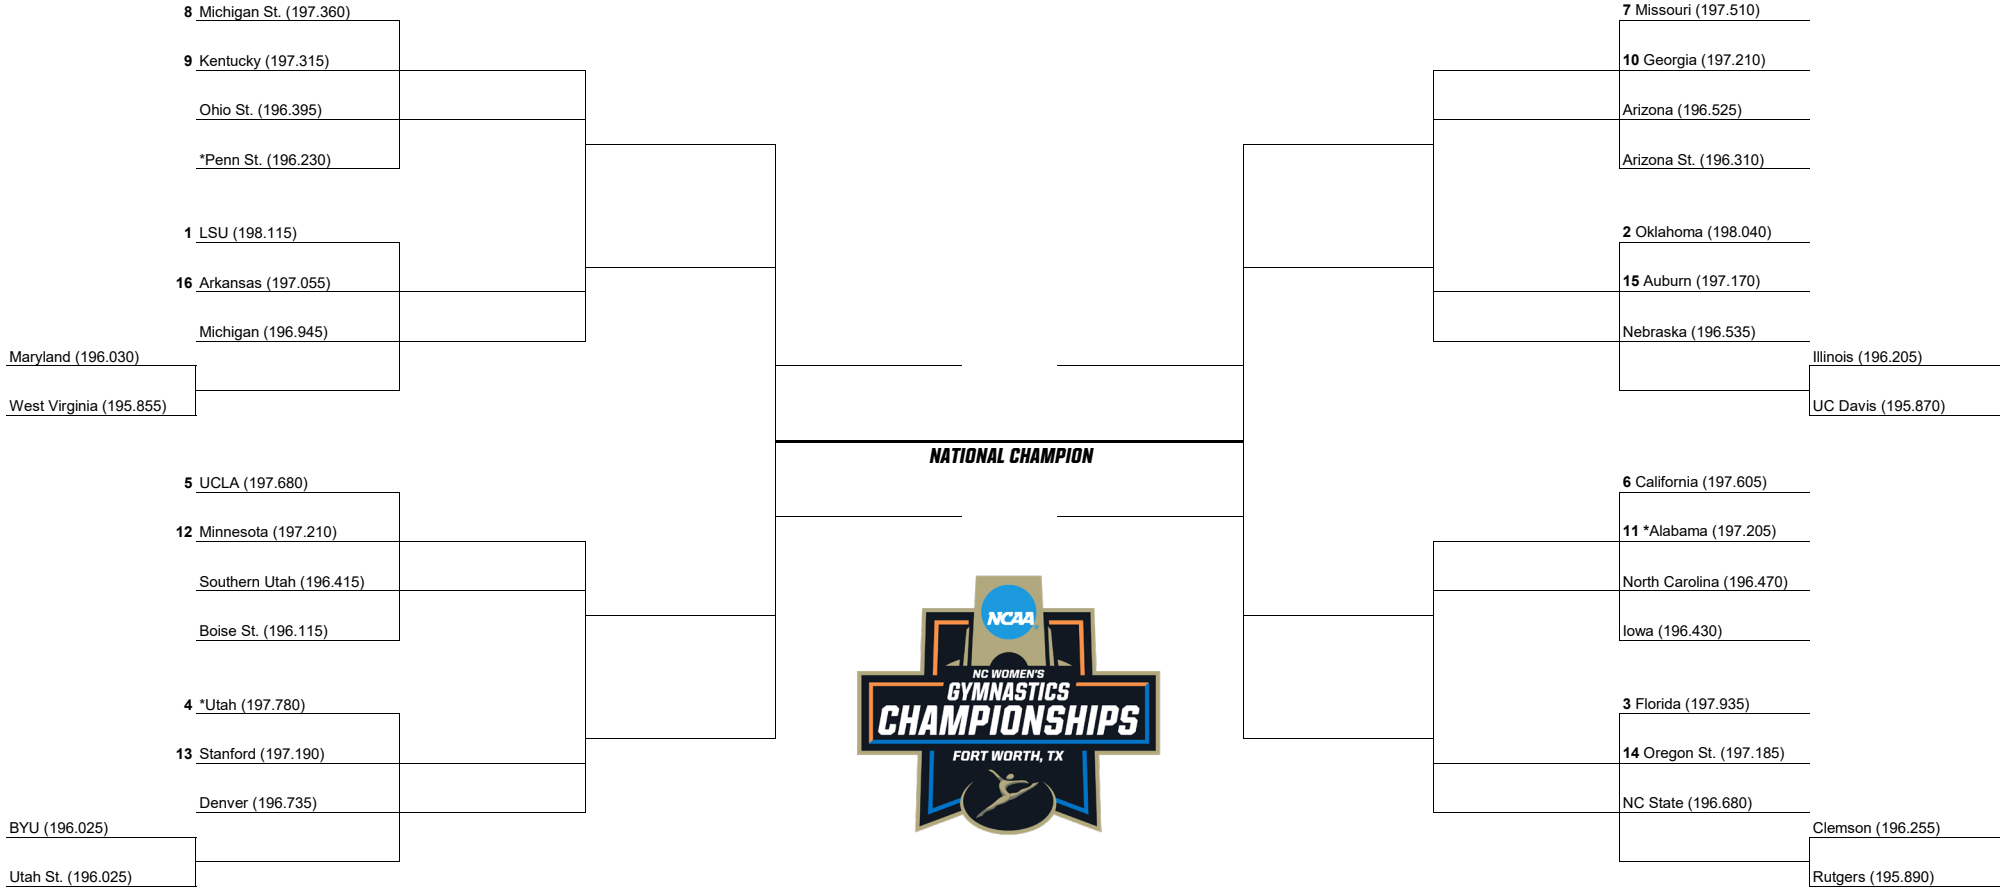 8 Michigan St. (197.360)
9 Kentucky (197.315)
Ohio St. (196.395)
*Penn St. (196.230)
1 LSU (198.115)
16 Arkansas (197.055)
Michigan (196.945)
Maryland (196.030)
West Virginia (195.855)
5 UCLA (197.680)
12 Minnesota (197.210)
Southern Utah (196.415)
Boise St. (196.115)
4 *Utah (197.780)
13 Stanford (197.190)
Denver (196.735)
BYU (196.025)
Utah St. (196.025)
NATIONAL CHAMPION
NCAA
NC WOMEN'S
GYMNASTICS
CHAMPIONSHIPS
FORT WORTH, TX
7 Missouri (197.510)
10 Georgia (197.210)
Arizona (196.525)
Arizona St. (196.310)
2 Oklahoma (198.040)
15 Auburn (197.170)
Nebraska (196.535)
Illinois (196.205)
UC Davis (195.870)
6 California (197.605)
11 *Alabama (197.205)
North Carolina (196.470)
Iowa (196.430)
3 Florida (197.935)
14 Oregon St. (197.185)
NC State (196.680)
Clemson (196.255)
Rutgers (195.890)